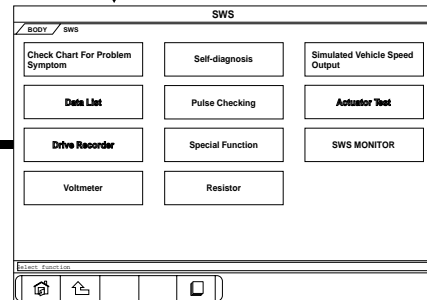 SWS
BODY SWS
Check Chart For Problem
Symptom
Self-diagnosis
Simulated Vehicle Speed
Output
Data List
Pulse Checking
Actuator Test
Drive Recorder
Special Function
SWS MONITOR
Voltmeter
Resistor
Select function